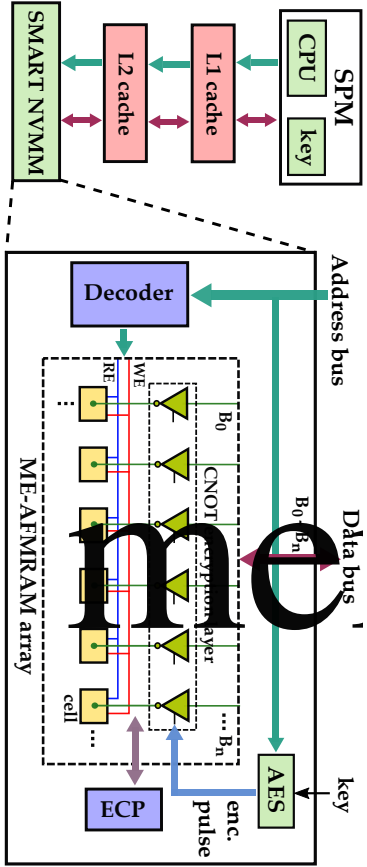 SPM
CPU
key
L1 cache
L2 cache
SMART NVMM
Address bus
Data bus
B0-Bn
key
Decoder
AES
WE
RE
B0
... Bn
CNOT
layer
enc.
pulse
cell
...
...
ECP
ME-AFMRAM array
me